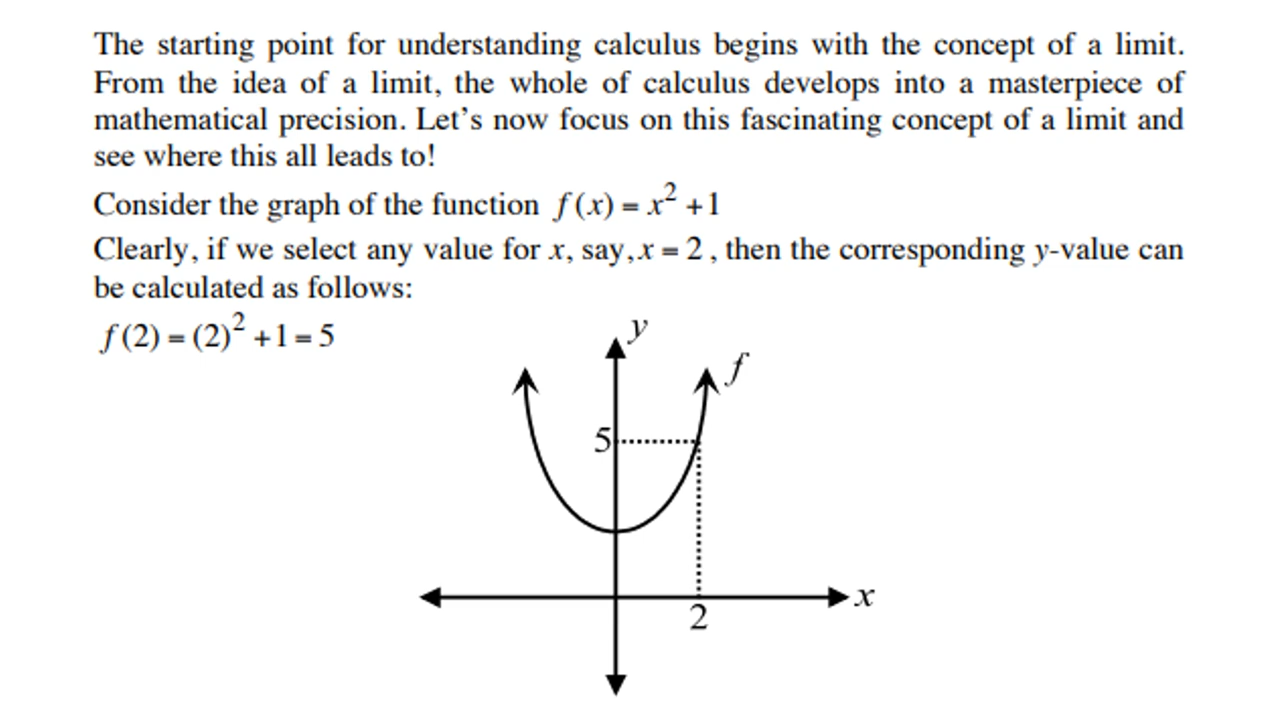 The starting point for understanding calculus begins with the concept of a limit.
From the idea of a limit, the whole of calculus develops into a masterpiece of
mathematical precision. Let’s now focus on this fascinating concept of a limit and
see where this all leads to!
Consider the graph of the function f(x) = x² +1
Clearly, if we select any value for x, say, x = 2 , then the corresponding y-value can
be calculated as follows:
f(2) = (2)² +1 = 5
y
f
5
x
2